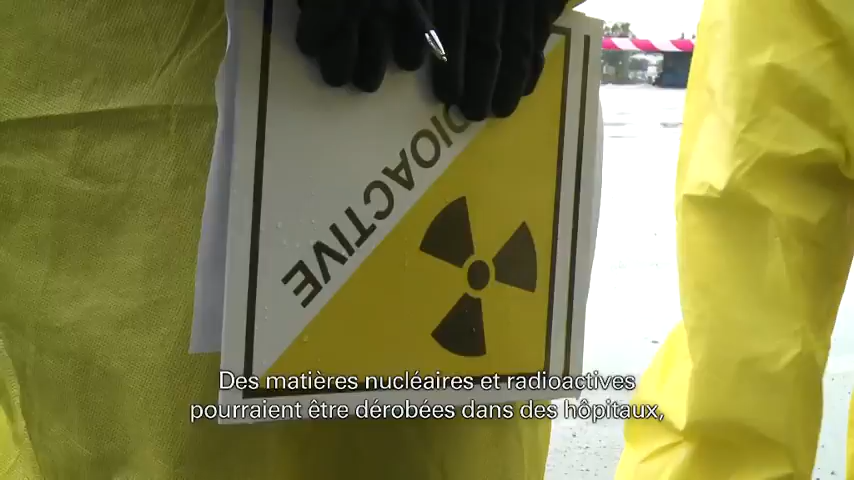 DIOACTIVE
Des matières nucléaires et radioactives
pourraient être dérobées dans des hôpitaux,